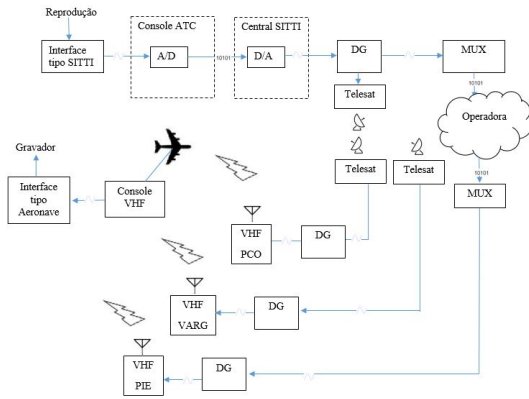 Reprodução
Console ATC
Central SITTI
Interface
tipo SITTI
A/D
10101
D/A
DG
MUX
Telesat
10101
Operadora
10101
MUX
Gravador
Interface
tipo
Aeronave
Console
VHF
Telesat
Telesat
VHF
PCO
DG
VHF
VARG
DG
VHF
PIE
DG